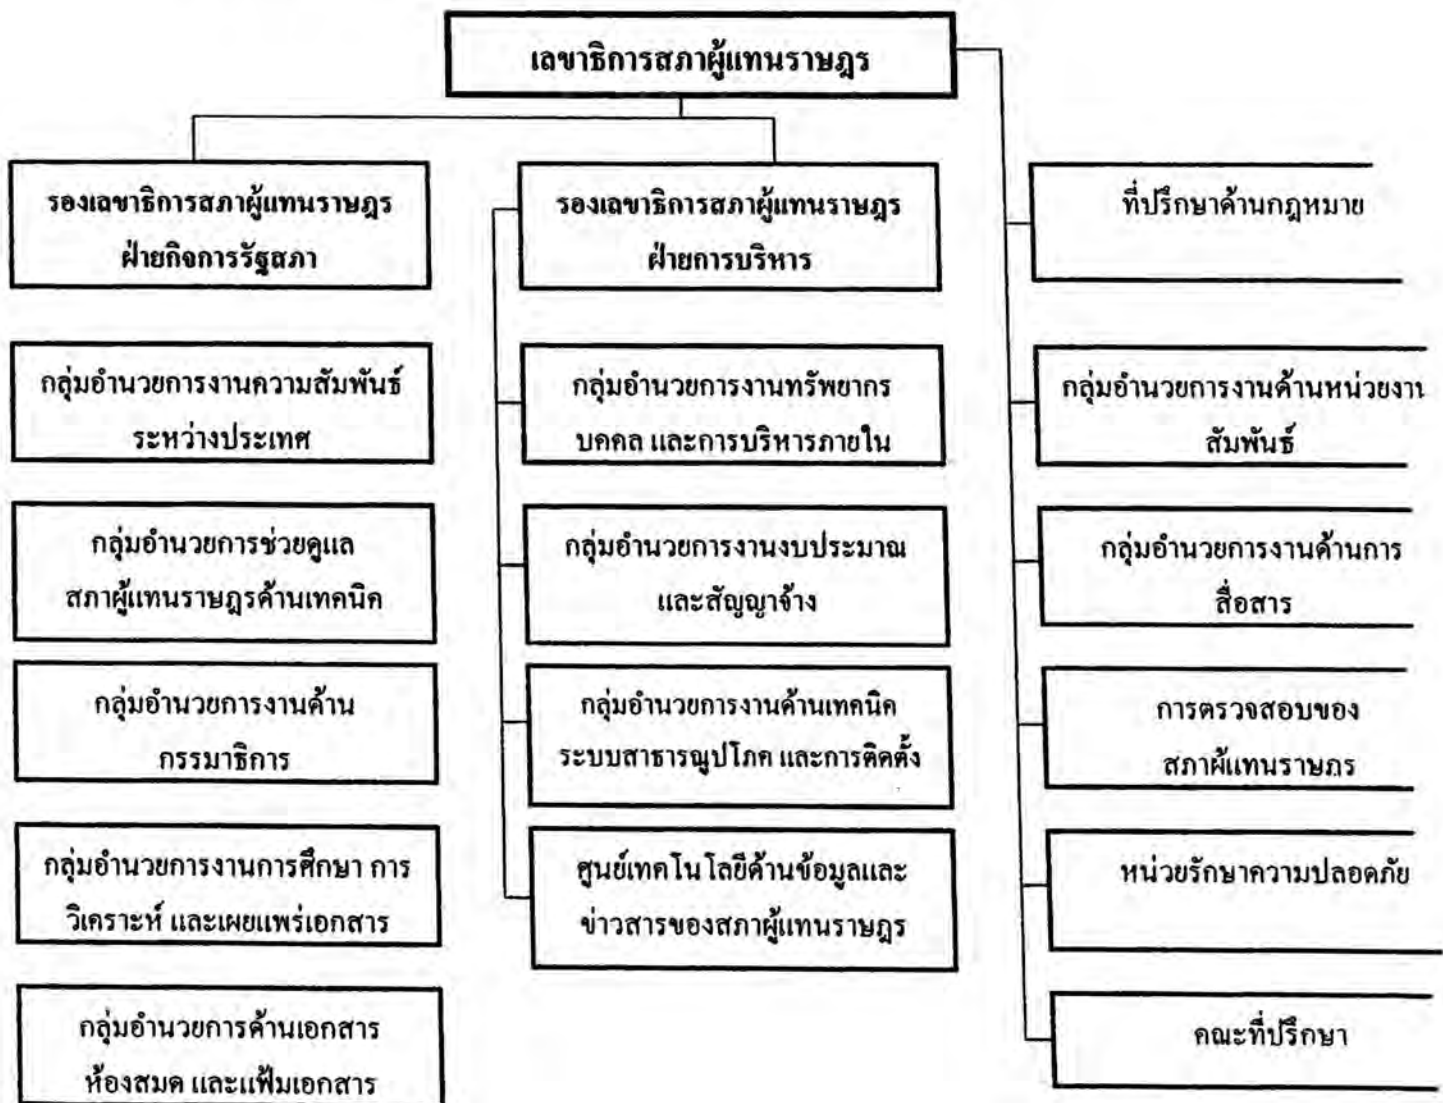 เลขาธิการสภาผู้แทนราษฎร
รองเลขาธิการสภาผู้แทนราษฎร
ฝ่ายกิจการรัฐสภา
รองเลขาธิการสภาผู้แทนราษฎร
ฝ่ายการบริหาร
ที่ปรึกษาด้านกฎหมาย
กลุ่มอำนวยการงานความสัมพันธ์
ระหว่างประเทศ
กลุ่มอำนวยการงานทรัพยากร
บคคล และการบริหารภายใน
กลุ่มอำนวยการงานด้านหน่วยงาน
สัมพันธ์
กลุ่มอำนวยการช่วยดูแล
สภาผู้แทนราษฎรด้านเทคนิค
กลุ่มอำนวยการงานงบประมาณ
และสัญญาจ้าง
กลุ่มอำนวยการงานด้านการ
สื่อสาร
กลุ่มอำนวยการงานด้าน
กรรมาธิการ
กลุ่มอำนวยการงานด้านเทคนิค
ระบบสาธารณูปโภค และการติดตั้ง
การตรวจสอบของ
สภาผู้แทนราษฎร
กลุ่มอำนวยการงานการศึกษา การ
วิเคราะห์ และเผยแพร่เอกสาร
ศูนย์เทคโนโลยีด้านข้อมูลและ
ข่าวสารของสภาผู้แทนราษฎร
หน่วยรักษาความปลอดภัย
กลุ่มอำนวยการด้านเอกสาร
ห้องสมด และแฟ้มเอกสาร
คณะที่ปรึกษา